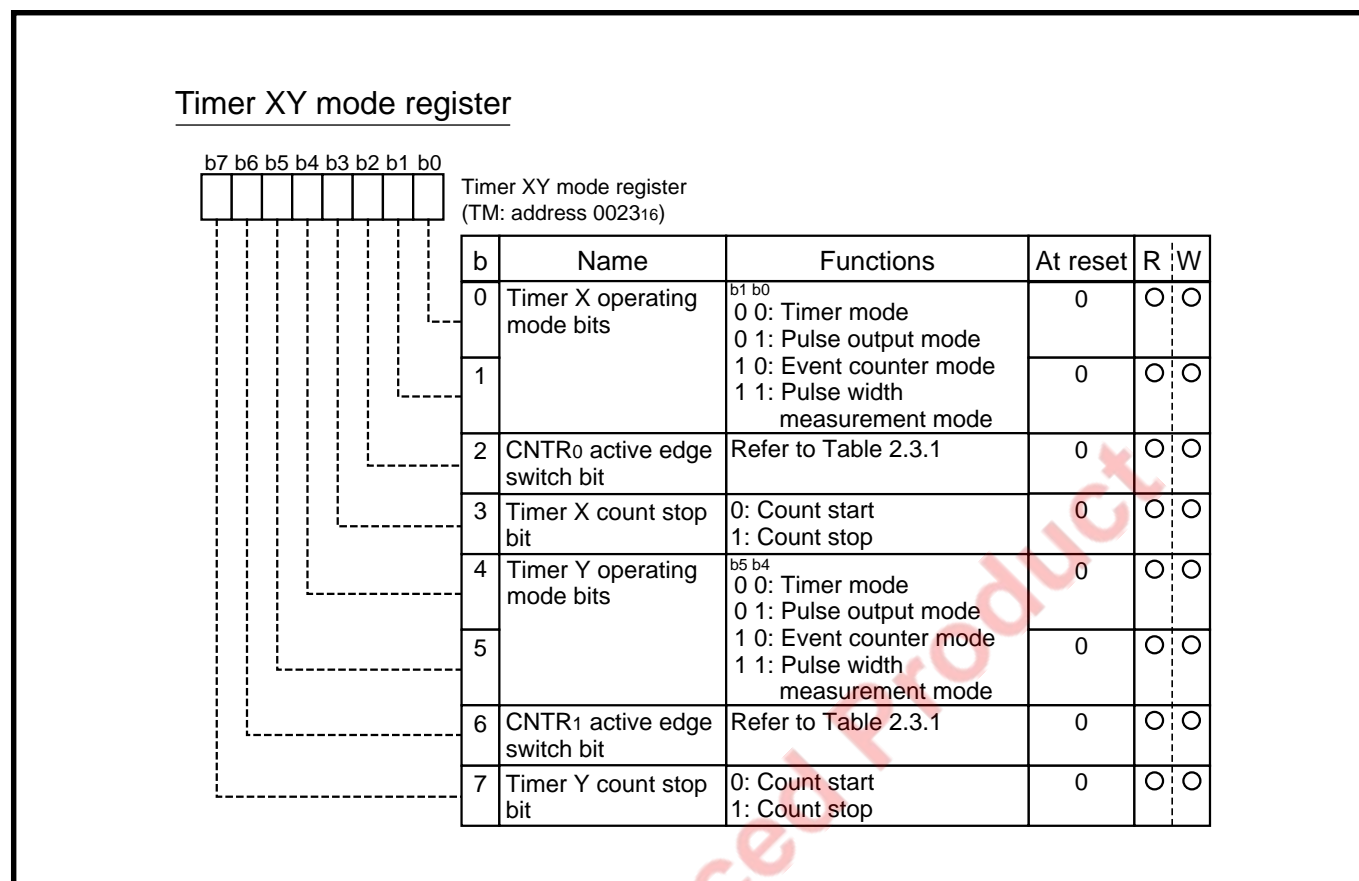 Timer XY mode register
b7 b6 b5 b4 b3 b2 b1 b0
Timer XY mode register
(TM: address 002316)
b Name Functions At reset R W
0 Timer X operating mode bits
b1 b0
0 0: Timer mode
0 1: Pulse output mode
1 0: Event counter mode
1 1: Pulse width
measurement mode
0
1
0
2 CNTR0 active edge
switch bit
Refer to Table 2.3.1
0
3 Timer X count stop
bit
0: Count start
1: Count stop
0
4 Timer Y operating
mode bits
b5 b4
0 0: Timer mode
0 1: Pulse output mode
1 0: Event counter mode
1 1: Pulse width
measurement mode
0
5
0
6 CNTR1 active edge
switch bit
Refer to Table 2.3.1
0
7 Timer Y count stop
bit
0: Count start
1: Count stop
0
ced Product